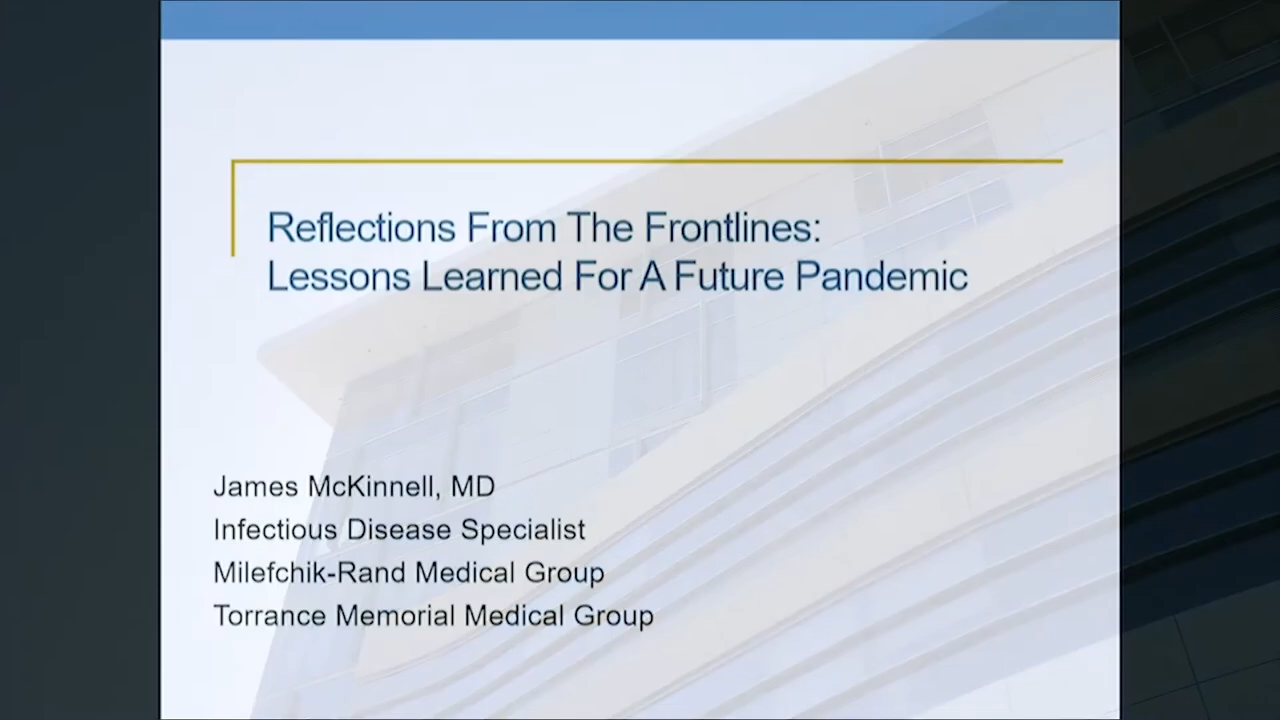 Reflections From The Frontlines:
Lessons Learned For A Future Pandemic
James McKinnell, MD
Infectious Disease Specialist
Milefchik-Rand Medical Group
Torrance Memorial Medical Group